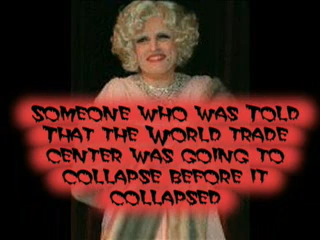 SOMEONE WHO WAS TOLD
THAT THE WORLD TRADE
CENTER WAS GOING TO
COLLAPSE BEFORE IT
COLLAPSED